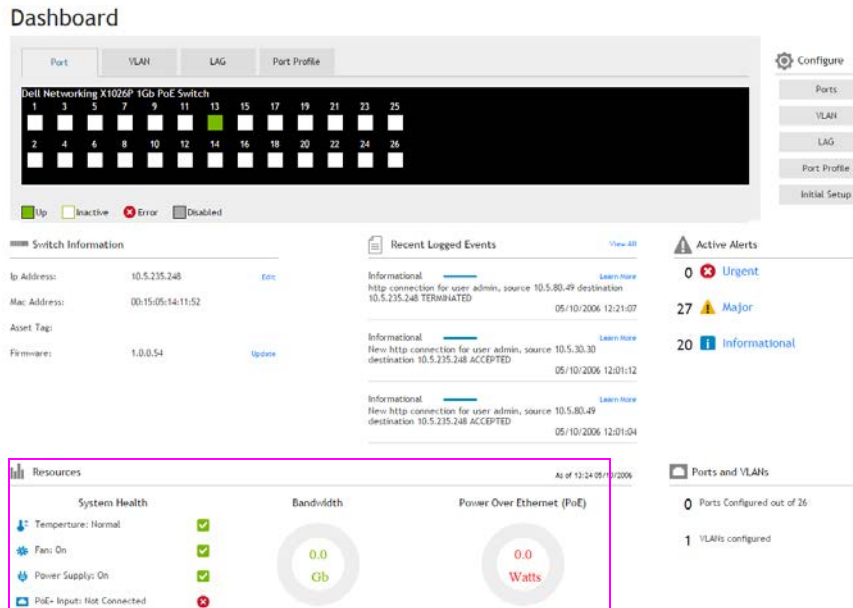 Dashboard
Port VLAN LAG Port Profile
Configure
Ports
VLAN
LAG
Port Profile
Initial Setup
Dell Networking X1026P 1Gb PoE Switch
1 3 5 7 9 11 13 15 17 19 21 23 25
2 4 6 8 10 12 14 16 18 20 22 24 26
Up Inactive Error Disabled
Switch Information
Ip Address: 10.5.235.248 Edit
Mac Address: 00:15:05:14:11:52
Asset Tag:
Firmware: 1.0.0.54 Update
Recent Logged Events View All
Informational Learn More
http connection for user admin, source 10.5.80.49 destination
10.5.235.248 TERMINATED
05/10/2006 12:21:07
Informational Learn More
New http connection for user admin, source 10.5.30.30
destination 10.5.235.248 ACCEPTED
05/10/2006 12:01:12
Informational Learn More
New http connection for user admin, source 10.5.80.49
destination 10.5.235.248 ACCEPTED
05/10/2006 12:01:04
Active Alerts
0 Urgent
27 Major
20 Informational
Resources As of 13:24 05/10/2006
System Health
Temperture: Normal
Fan: On
Power Supply: On
PoE+ Input: Not Connected
Bandwidth
0.0
Gb
Power Over Ethernet (PoE)
0.0
Watts
Ports and VLANs
0 Ports Configured out of 26
1 VLANs configured